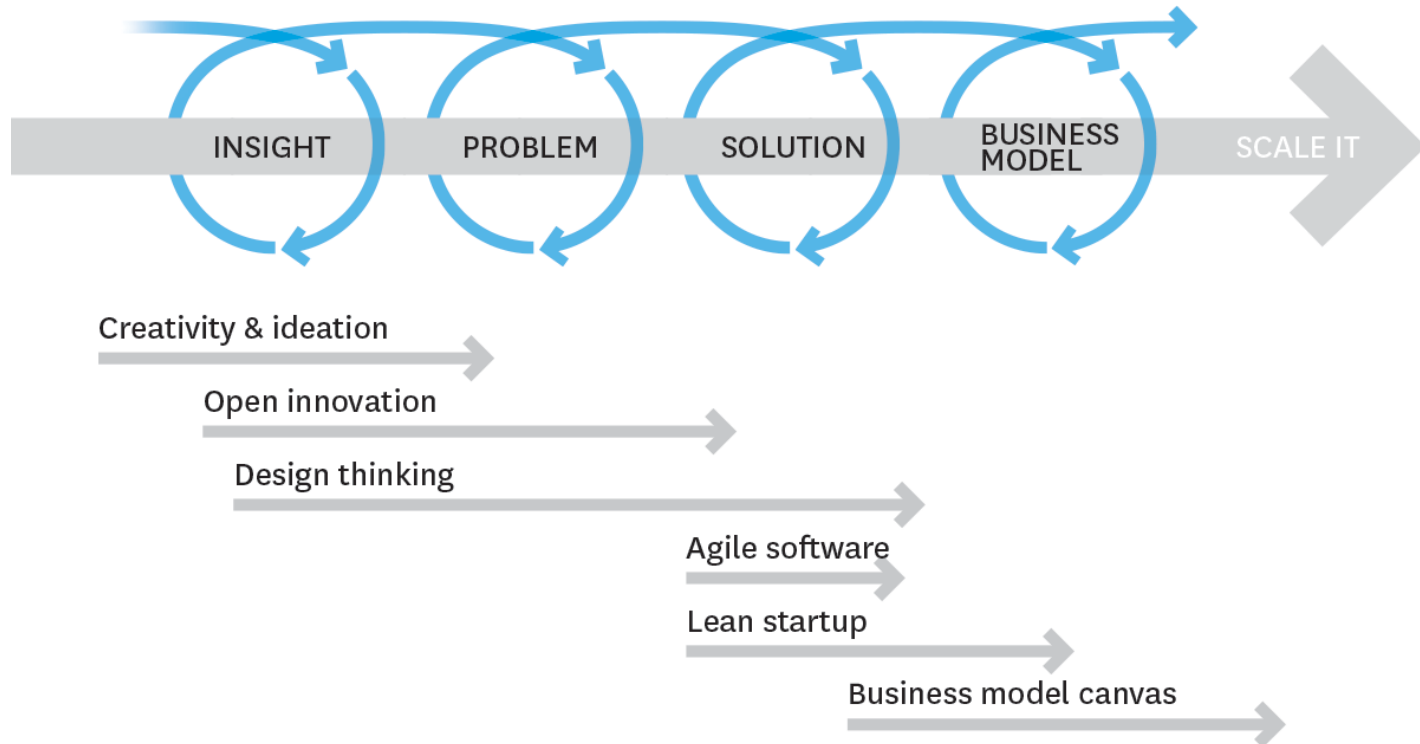 INSIGHT
PROBLEM
SOLUTION
BUSINESS
MODEL
SCALE IT
Creativity & ideation
Open innovation
Design thinking
Agile software
Lean startup
Business model canvas